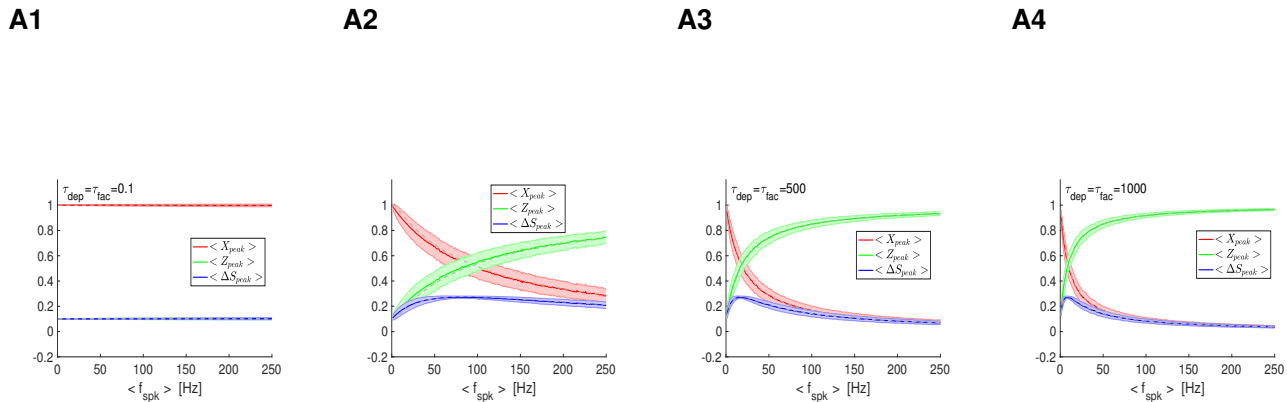 A1
A2
A3
A4
τdep=τfac=0.1
< Xpeak >
< Zpeak >
< ΔSpeak >
1
0.8
0.6
0.4
0.2
0
-0.2
0 50 100 150 200 250
< fspk > [Hz]
< Xpeak >
< Zpeak >
< ΔSpeak >
1
0.8
0.6
0.4
0.2
0
-0.2
0 50 100 150 200 250
< fspk > [Hz]
τdep=τfac=500
< Xpeak >
< Zpeak >
< ΔSpeak >
1
0.8
0.6
0.4
0.2
0
-0.2
0 50 100 150 200 250
< fspk > [Hz]
τdep=τfac=1000
< Xpeak >
< Zpeak >
< ΔSpeak >
1
0.8
0.6
0.4
0.2
0
-0.2
0 50 100 150 200 250
< fspk > [Hz]